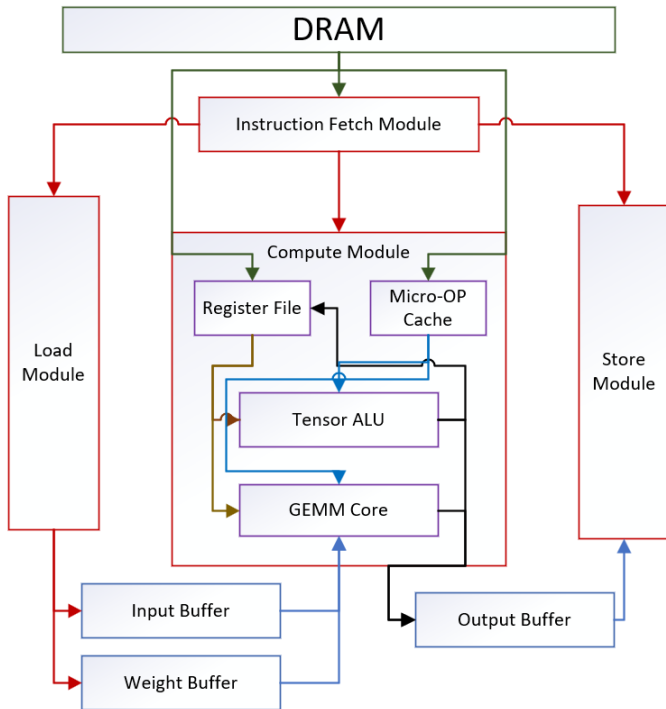 DRAM
Instruction Fetch Module
Compute Module
Register File
Micro-OP
Cache
Load
Module
Store
Module
Tensor ALU
GEMM Core
Input Buffer
Output Buffer
Weight Buffer